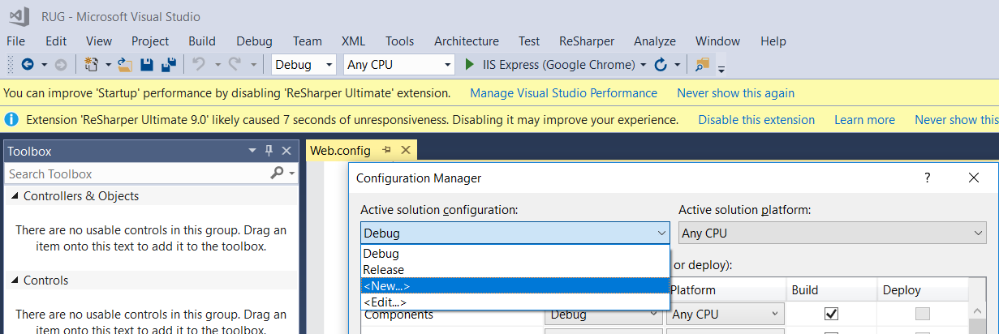 RUG - Microsoft Visual Studio
File Edit View Project Build Debug Team XML Tools Architecture Test ReSharper Analyze Window Help
Debug Any CPU IIS Express (Google Chrome)
You can improve 'Startup' performance by disabling 'ReSharper Ultimate' extension. Manage Visual Studio Performance Never show this again
Extension 'ReSharper Ultimate 9.0' likely caused 7 seconds of unresponsiveness. Disabling it may improve your experience. Disable this extension Learn more Never show this
Toolbox
Web.config
Search Toolbox
Configuration Manager ?
Controllers & Objects
Active solution configuration: Active solution platform:
There are no usable controls in this group. Drag an
item onto this text to add it to the toolbox.
Debug Any CPU
Debug
Release or deploy):
Controls
<New...> Platform Build Deploy
<Edit...>
There are no usable controls in this group. Drag an
Components Debug Any CPU
item onto this text to add it to the toolbox.